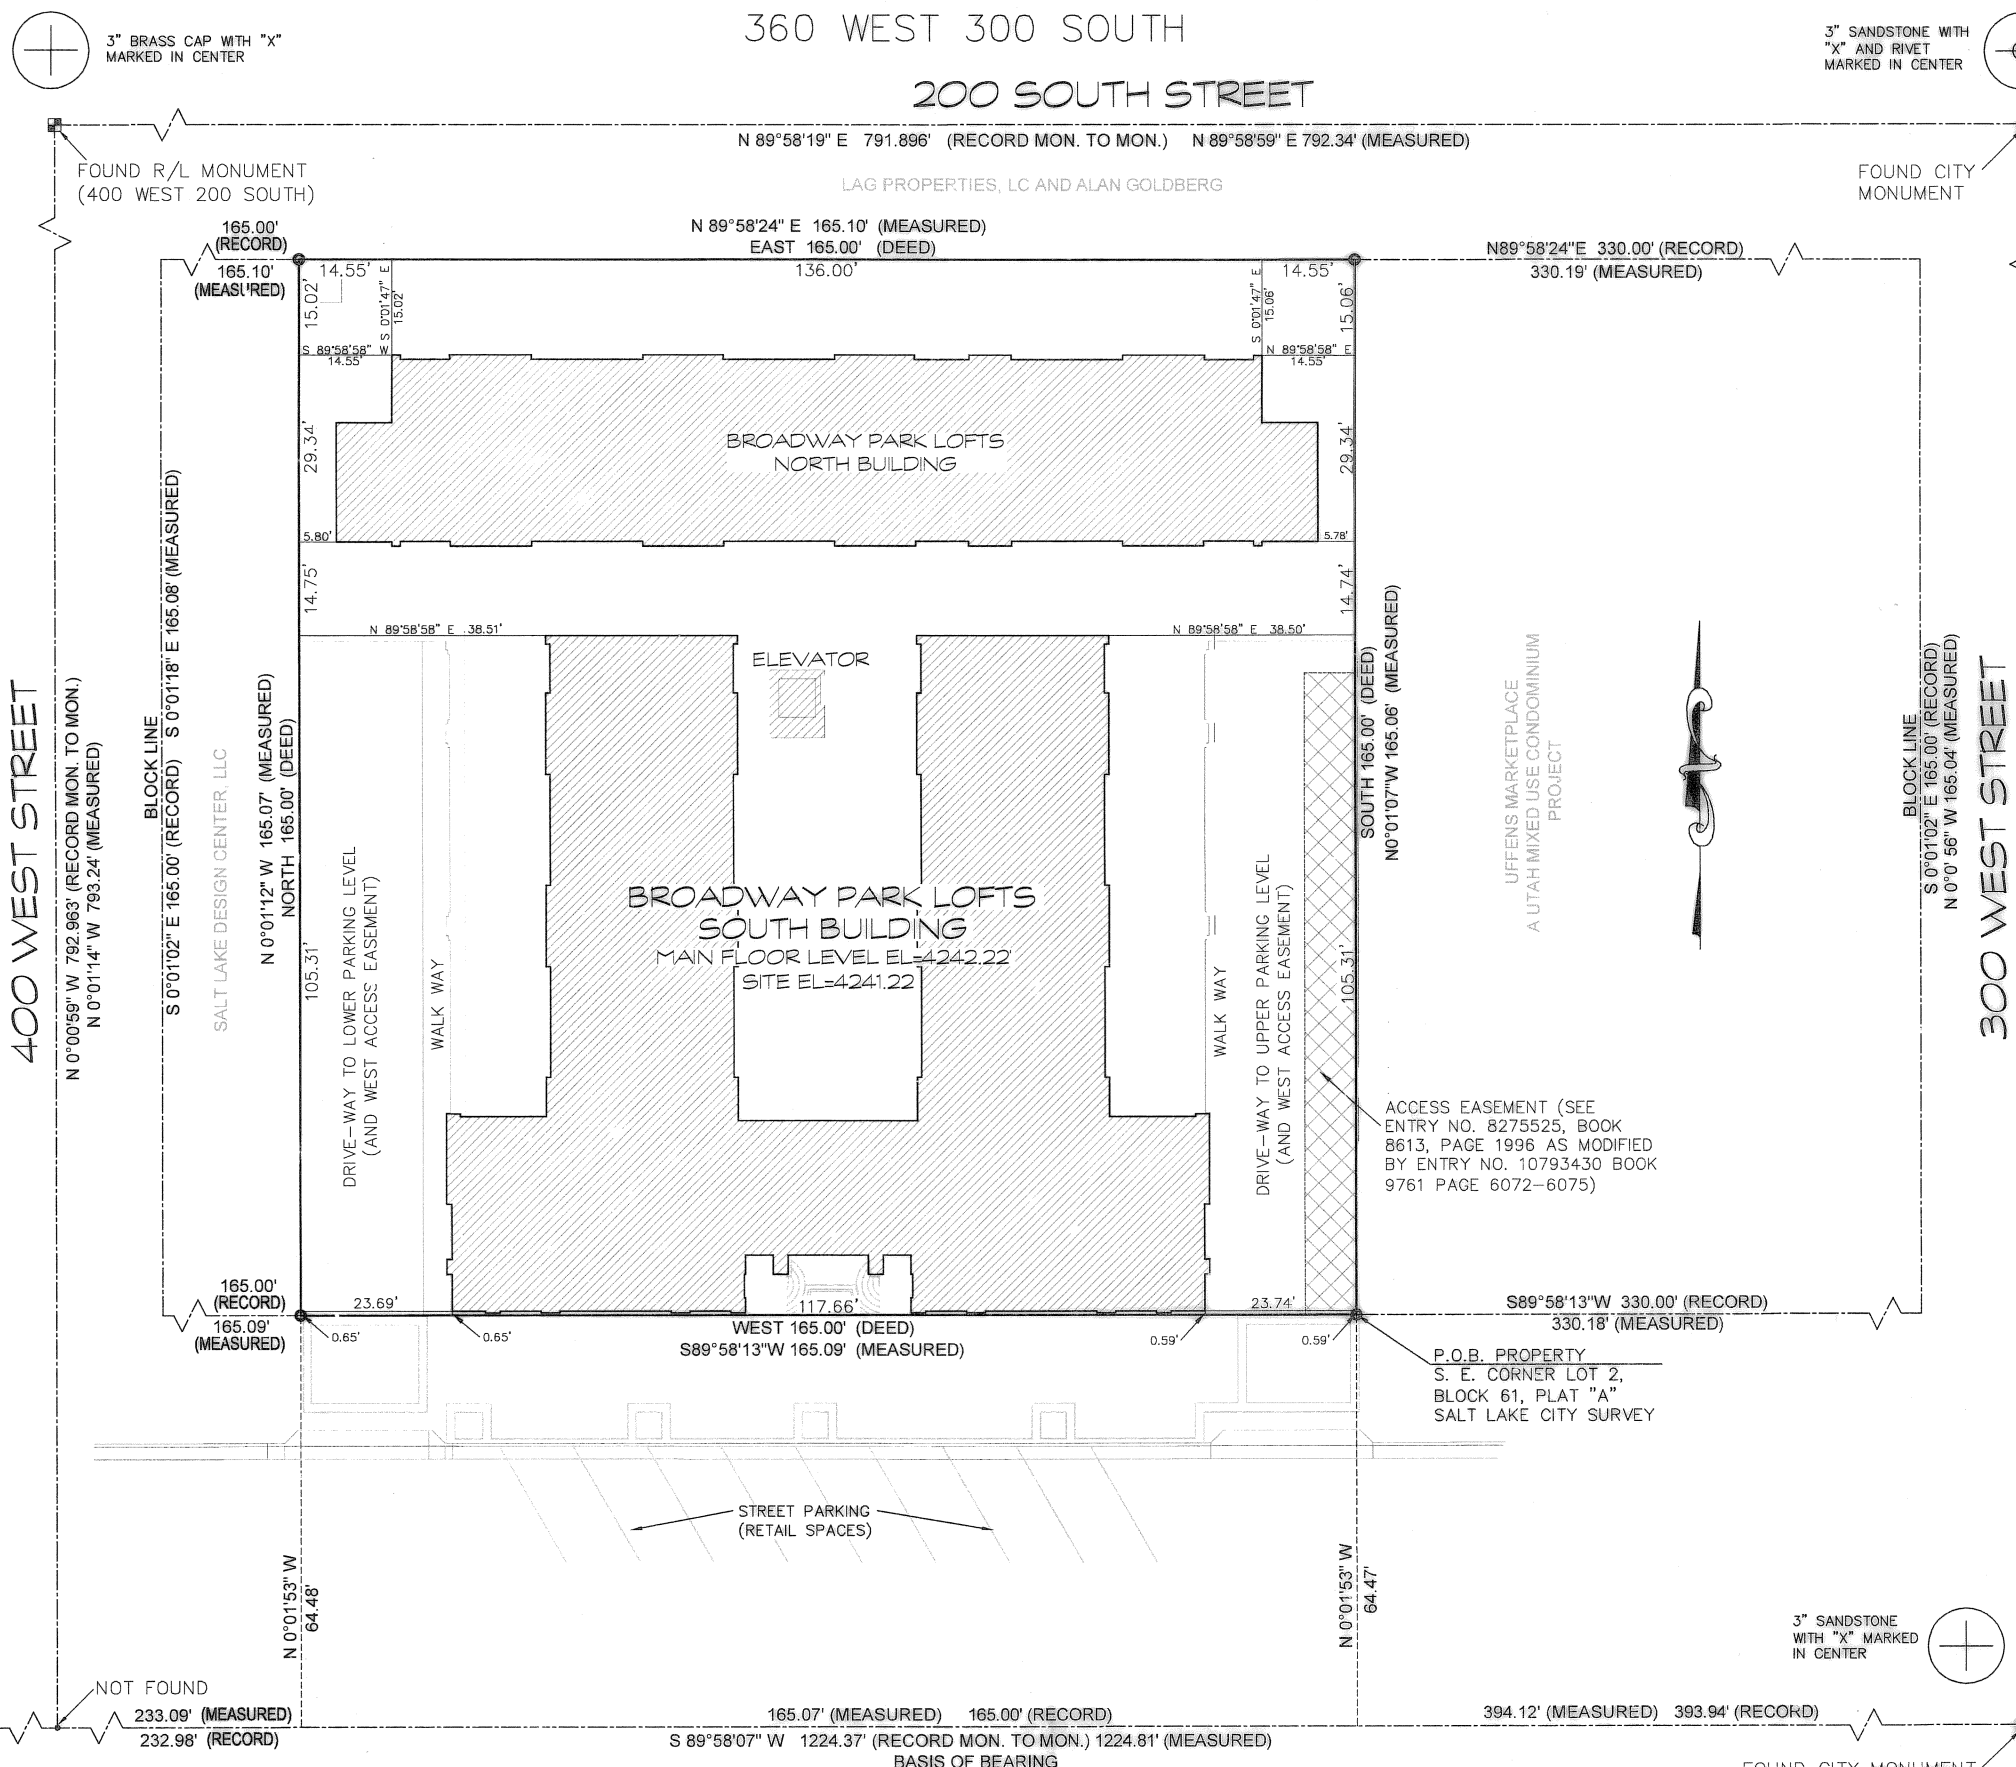 360 WEST 300 SOUTH
3" BRASS CAP WITH "X"
MARKED IN CENTER
3" SANDSTONE WITH
"X" AND RIVET
MARKED IN CENTER
200 SOUTH STREET
N 89°58'19" E 791.896' (RECORD MON. TO MON.) N 89°58'59" E 792.34' (MEASURED)
FOUND R/L MONUMENT
(400 WEST 200 SOUTH)
FOUND CITY
MONUMENT
LAG PROPERTIES, LC AND ALAN GOLDBERG
165.00'
(RECORD)
165.10'
(MEASURED)
N 89°58'24" E 165.10' (MEASURED)
EAST 165.00' (DEED)
N89°58'24"E 330.00' (RECORD)
330.19' (MEASURED)
14.55'
136.00'
14.55'
15.02'
S 0°01'47" E
15.02'
S 0°01'47" E
15.06'
15.06'
S 89°58'58" W
14.55'
N 89°58'58" E
14.55'
BROADWAY PARK LOFTS
NORTH BUILDING
29.34'
29.34'
5.80'
5.78'
14.75'
14.74'
N 89°58'58" E 38.51'
N 89°58'58" E 38.50'
ELEVATOR
400 WEST STREET
N 0°00'59" W 792.963' (RECORD MON. TO MON.)
N 0°01'14" W 793.24' (MEASURED)
BLOCK LINE
S 0°01'02" E 165.00' (RECORD) S 0°01'18" E 165.08' (MEASURED)
SALT LAKE DESIGN CENTER, LLC
N 0°01'12" W 165.07' (MEASURED)
NORTH 165.00' (DEED)
105.31'
DRIVE-WAY TO LOWER PARKING LEVEL
(AND WEST ACCESS EASEMENT)
WALK WAY
BROADWAY PARK LOFTS
SOUTH BUILDING
MAIN FLOOR LEVEL EL=4242.22'
SITE EL=4241.22
WALK WAY
DRIVE-WAY TO UPPER PARKING LEVEL
(AND WEST ACCESS EASEMENT)
105.31'
SOUTH 165.00' (DEED)
N0°01'07"W 165.06' (MEASURED)
UFFENS MARKETPLACE
A UTAH MIXED USE CONDOMINIUM
PROJECT
BLOCK LINE
S 0°01'02" E 165.00' (RECORD)
N 0°0' 56" W 165.04' (MEASURED)
300 WEST STREET
ACCESS EASEMENT (SEE
ENTRY NO. 8275525, BOOK
8613, PAGE 1996 AS MODIFIED
BY ENTRY NO. 10793430 BOOK
9761 PAGE 6072-6075)
165.00'
(RECORD)
165.09'
(MEASURED)
23.69'
117.66'
23.74'
0.65'
0.65'
0.59'
0.59'
WEST 165.00' (DEED)
S89°58'13"W 165.09' (MEASURED)
S89°58'13"W 330.00' (RECORD)
330.18' (MEASURED)
P.O.B. PROPERTY
S. E. CORNER LOT 2,
BLOCK 61, PLAT "A"
SALT LAKE CITY SURVEY
STREET PARKING
(RETAIL SPACES)
N 0°01'53" W
64.48'
N 0°01'53" W
64.47'
3" SANDSTONE
WITH "X" MARKED
IN CENTER
NOT FOUND
233.09' (MEASURED)
232.98' (RECORD)
165.07' (MEASURED) 165.00' (RECORD)
394.12' (MEASURED) 393.94' (RECORD)
S 89°58'07" W 1224.37' (RECORD MON. TO MON.) 1224.81' (MEASURED)
BASIS OF BEARING
FOUND CITY MONUMENT